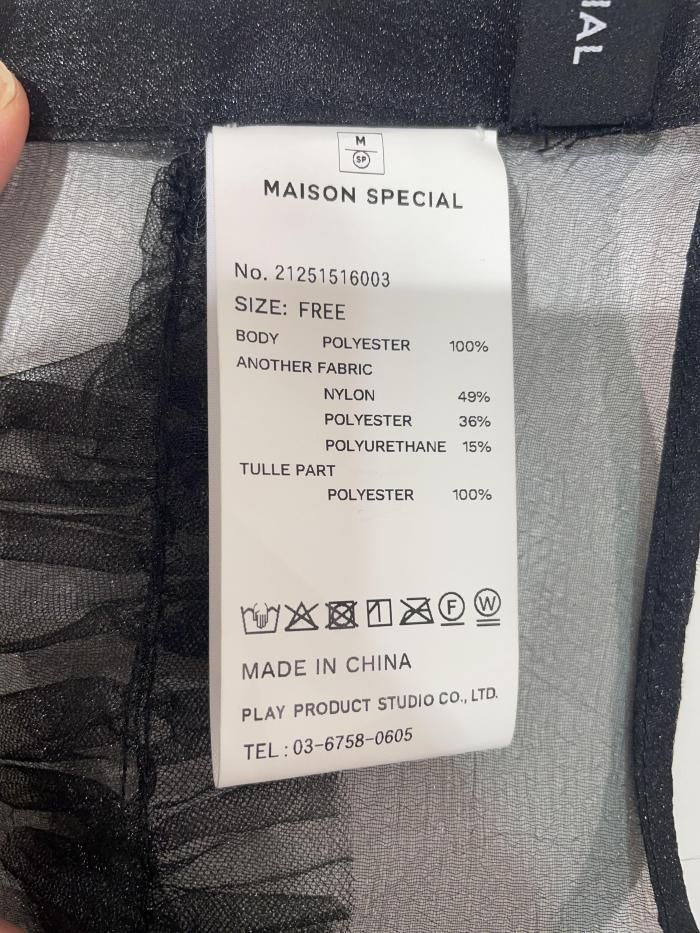 IAL
M
SP
MAISON SPECIAL
No. 21251516003
SIZE: FREE
BODY POLYESTER 100%
ANOTHER FABRIC
NYLON 49%
POLYESTER 36%
POLYURETHANE 15%
TULLE PART
POLYESTER 100%
F W
MADE IN CHINA
PLAY PRODUCT STUDIO CO., LTD.
TEL : 03-6758-0605